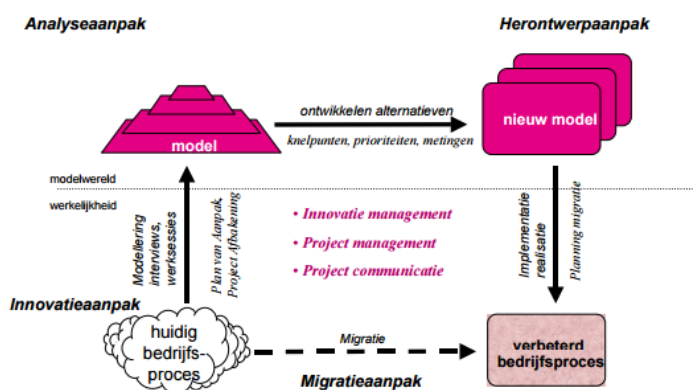 Analyseaanpak
Herontwerpaanpak
model
ontwikkelen alternatieven
knelpunten, prioriteiten, metingen
nieuw model
modelwereld
werkelijkheid
Modellering
interviews,
werksessies
Plan van Aanpak,
Project Afbakening
• Innovatie management
• Project management
• Project communicatie
Implementatie
realisatie
Planning migratie
Innovatieaanpak
huidig
bedrijfs-
proces
Migratie
Migratieaanpak
verbeterd
bedrijfsproces